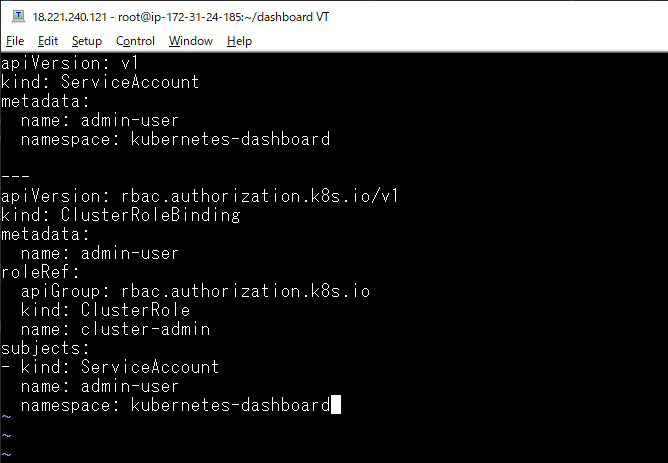 18.221.240.121 - root@ip-172-31-24-185:~/dashboard VT
File Edit Setup Control Window Help
apiVersion: v1
kind: ServiceAccount
metadata:
  name: admin-user
  namespace: kubernetes-dashboard

---
apiVersion: rbac.authorization.k8s.io/v1
kind: ClusterRoleBinding
metadata:
  name: admin-user
roleRef:
  apiGroup: rbac.authorization.k8s.io
  kind: ClusterRole
  name: cluster-admin
subjects:
- kind: ServiceAccount
  name: admin-user
  namespace: kubernetes-dashboard
~
~
~